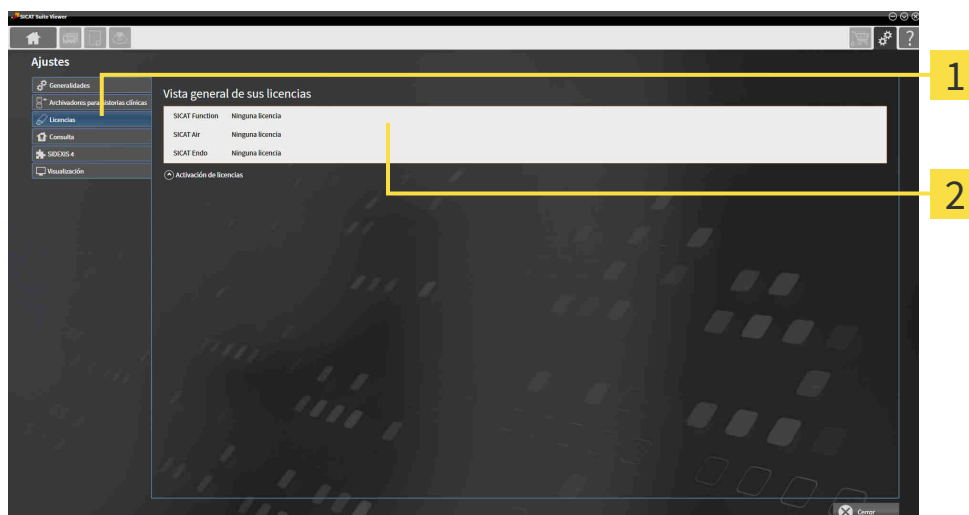 SICAT Suite Viewer
?
Ajustes
1
Generalidades
Archivadores para historias clínicas
Licencias
Consulta
SIDEXIS 4
Visualización
Vista general de sus licencias
SICAT Function Ninguna licencia
SICAT Air Ninguna licencia
SICAT Endo Ninguna licencia
Activación de licencias
2
Cerrar